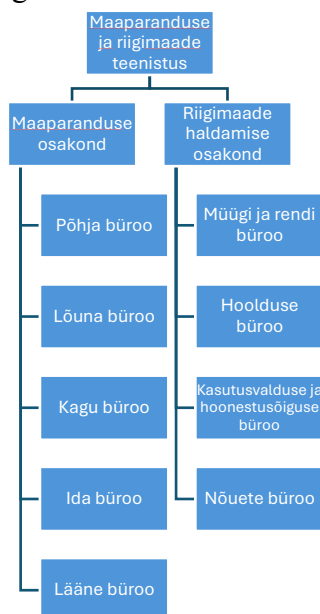 Maaparanduse
ja riigimaade
teenistus
Maaparanduse
osakond
Põhja büroo
Lõuna büroo
Kagu büroo
Ida büroo
Lääne büroo
Riigimaade
haldamise
osakond
Müügi ja rendi
büroo
Hoolduse
büroo
Kasutusvalduse ja
hoonestusõiguse
büroo
Nõuete büroo